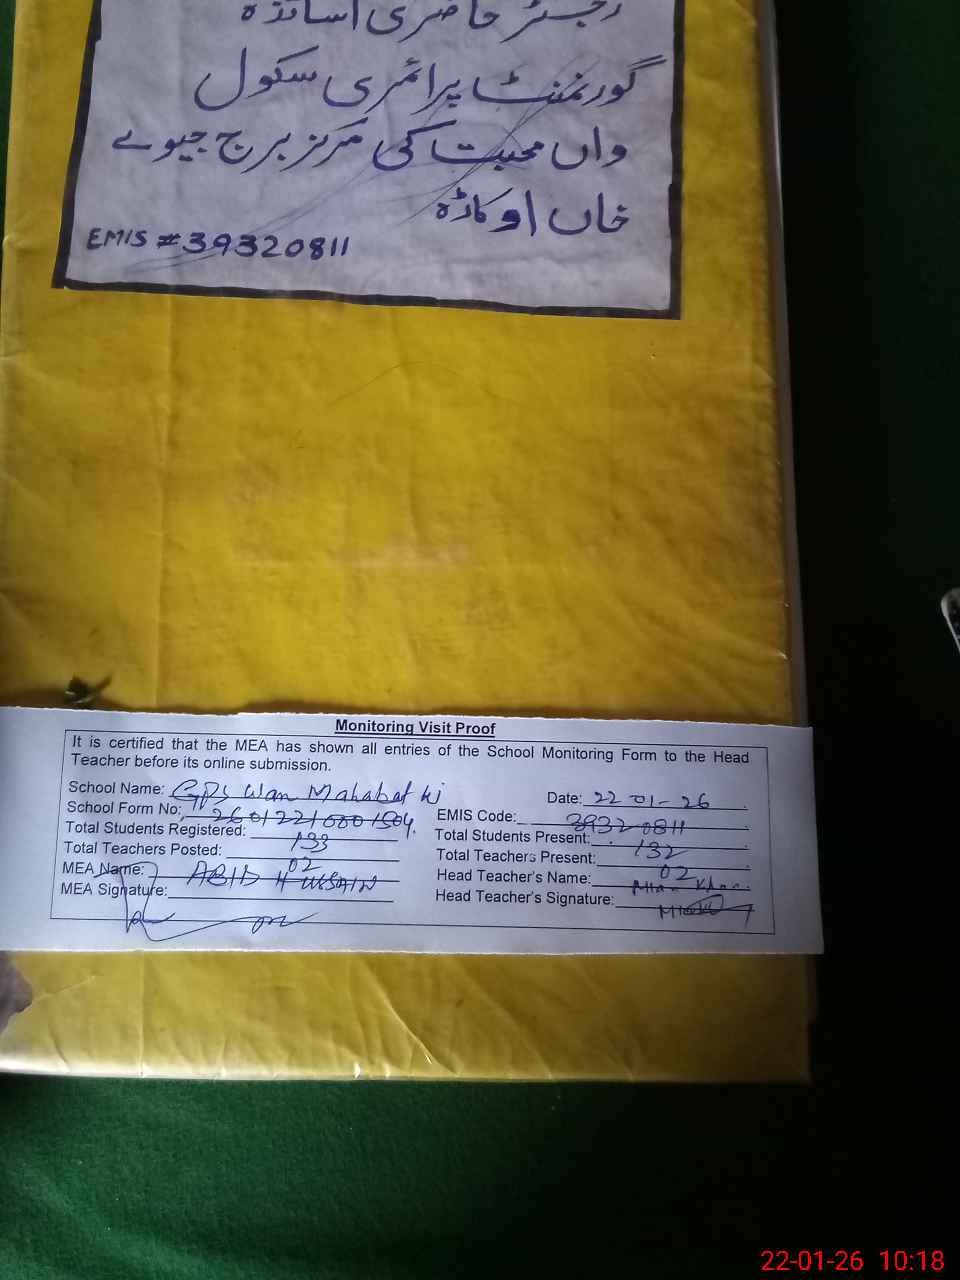 رجسٹر حاضری اساتذہ
گورنمنٹ پرائمری سکول
واں محبت کی مرکز برج جیوے
خاں اوکاڑہ
EMIS # 39320811
Monitoring Visit Proof
It is certified that the MEA has shown all entries of the School Monitoring Form to the Head
Teacher before its online submission.
School Name: GPS Wan Mahabat ki
Date: 22-01-26
School Form No:
EMIS Code: 39320811
Total Students Registered: 133
Total Students Present: 132
Total Teachers Posted: 02
Total Teachers Present: 02
MEA Name: ABID HUSSAIN
Head Teacher's Name: Khan
MEA Signature:
Head Teacher's Signature:
22-01-26 10:18